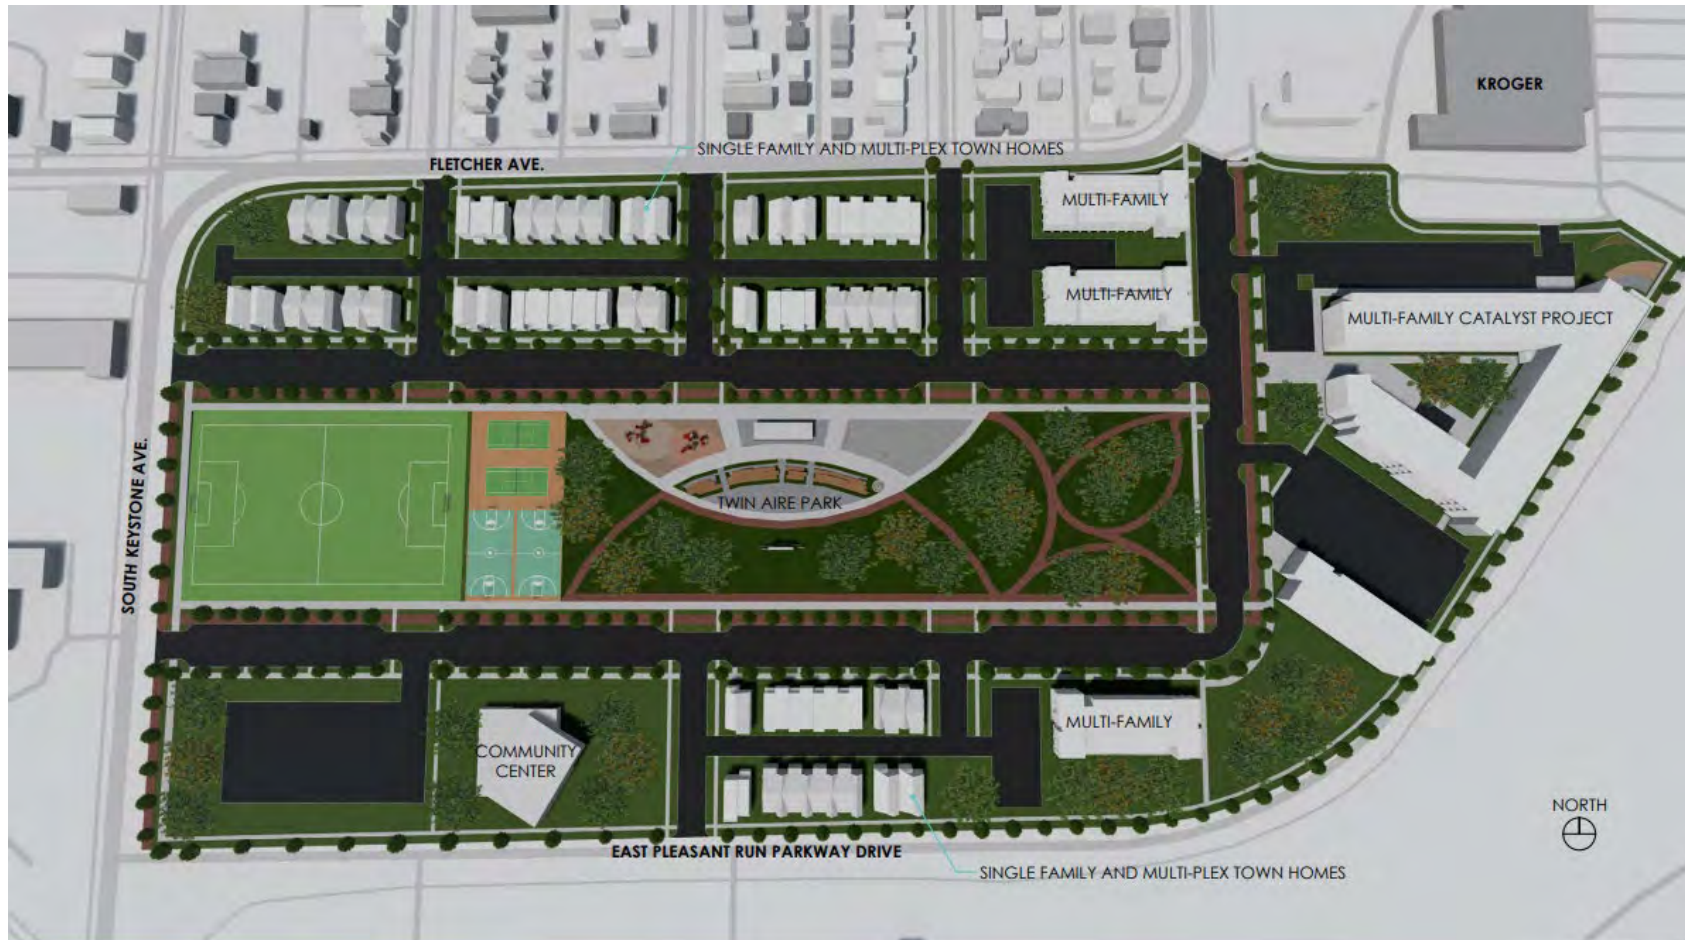 KROGER
SINGLE FAMILY AND MULTI-PLEX TOWN HOMES
FLETCHER AVE.
MULTI-FAMILY
MULTI-FAMILY
MULTI-FAMILY CATALYST PROJECT
SOUTH KEYSTONE AVE.
TWIN AIRE PARK
MULTI-FAMILY
COMMUNITY
CENTER
NORTH
EAST PLEASANT RUN PARKWAY DRIVE
SINGLE FAMILY AND MULTI-PLEX TOWN HOMES